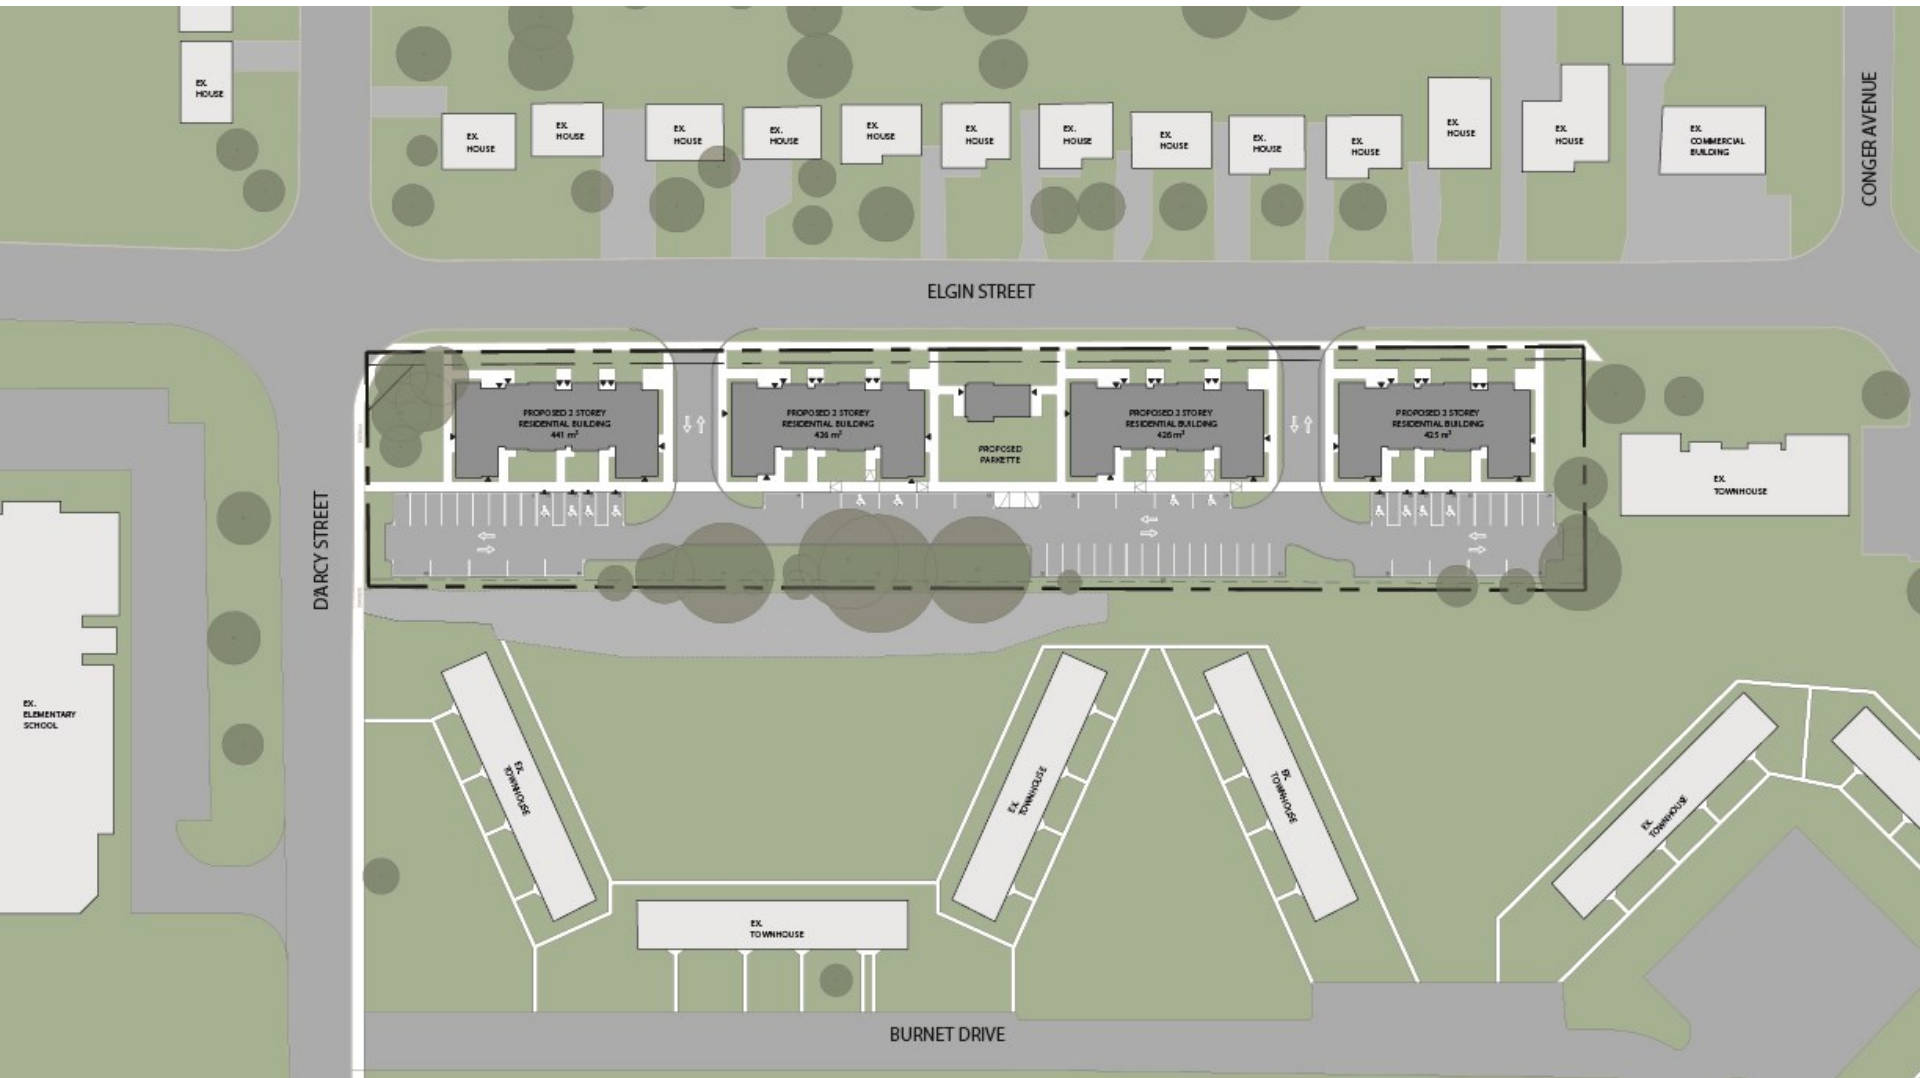 EX.
HOUSE
EX.
HOUSE
EX.
HOUSE
EX.
HOUSE
EX.
HOUSE
EX.
HOUSE
EX.
HOUSE
EX.
HOUSE
EX.
HOUSE
EX.
HOUSE
EX.
HOUSE
EX.
HOUSE
EX.
HOUSE
EX.
COMMERCIAL
BUILDING
CONGER AVENUE
ELGIN STREET
PROPOSED 2 STOREY
RESIDENTIAL BUILDING
441 m²
PROPOSED 2 STOREY
RESIDENTIAL BUILDING
426 m²
PROPOSED
PARKETTE
PROPOSED 2 STOREY
RESIDENTIAL BUILDING
426 m²
PROPOSED 2 STOREY
RESIDENTIAL BUILDING
425 m²
EX.
TOWNHOUSE
D'ARCY STREET
EX.
ELEMENTARY
SCHOOL
EX.
TOWNHOUSE
EX.
TOWNHOUSE
EX.
TOWNHOUSE
EX.
TOWNHOUSE
EX.
TOWNHOUSE
BURNET DRIVE